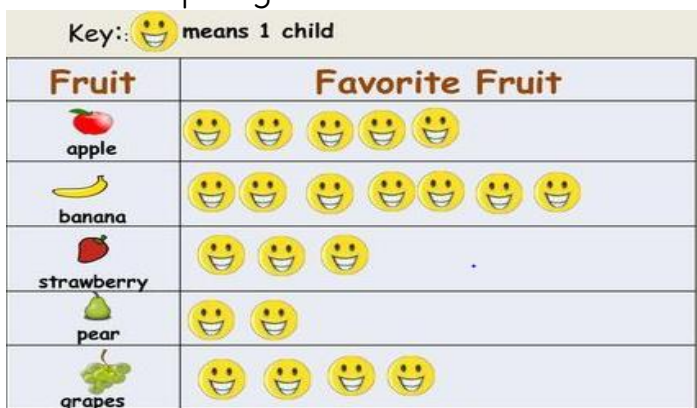 Key:: means 1 child
Fruit Favorite Fruit
apple
banana
strawberry
pear
grapes